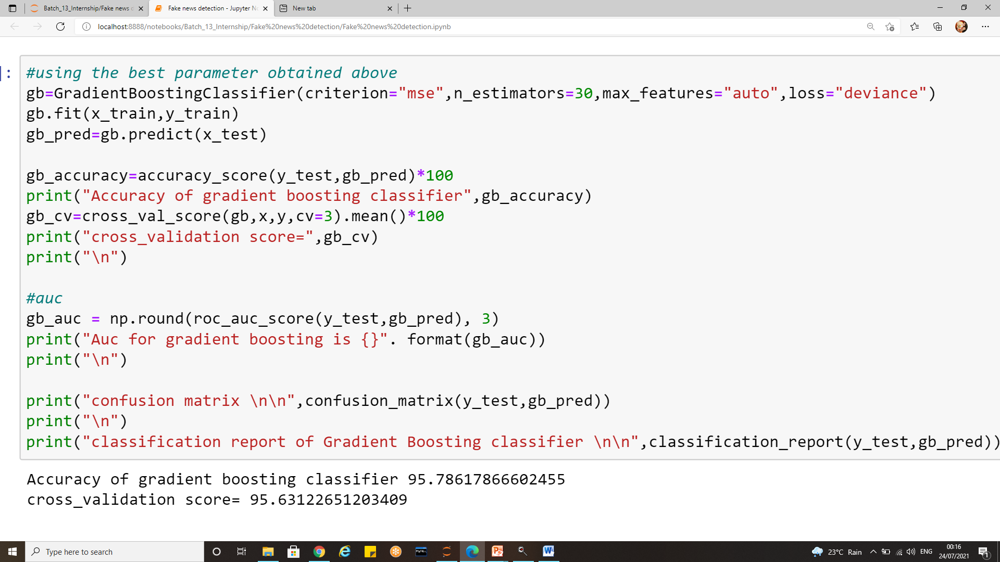 Batch_13_Internship/Fake news d
Fake news detection - Jupyter N
New tab
localhost:8888/notebooks/Batch_13_Internship/Fake%20news%20detection/Fake%20news%20detection.ipynb
]:
#using the best parameter obtained above
gb=GradientBoostingClassifier(criterion="mse",n_estimators=30,max_features="auto",loss="deviance")
gb.fit(x_train,y_train)
gb_pred=gb.predict(x_test)
gb_accuracy=accuracy_score(y_test,gb_pred)*100
print("Accuracy of gradient boosting classifier",gb_accuracy)
gb_cv=cross_val_score(gb,x,y,cv=3).mean()*100
print("cross_validation score=",gb_cv)
print("\n")
#auc
gb_auc = np.round(roc_auc_score(y_test,gb_pred), 3)
print("Auc for gradient boosting is {}". format(gb_auc))
print("\n")
print("confusion matrix \n\n",confusion_matrix(y_test,gb_pred))
print("\n")
print("classification report of Gradient Boosting classifier \n\n",classification_report(y_test,gb_pred))
Accuracy of gradient boosting classifier 95.78617866602455
cross_validation score= 95.63122651203409
Type here to search
23°C Rain
ENG
00:16
24/07/2021
1